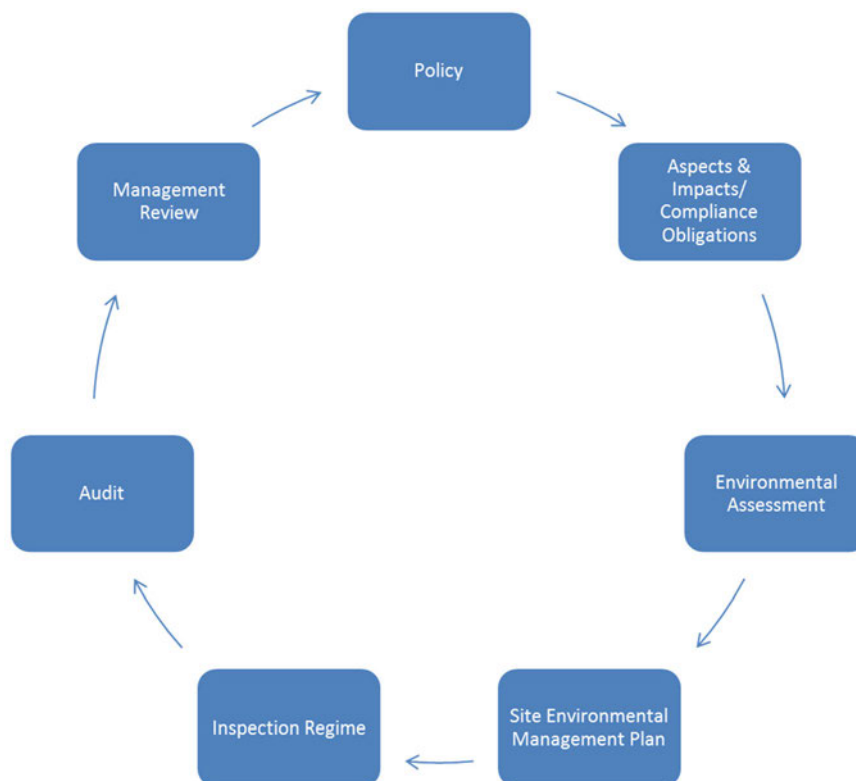 Policy
Aspects &
Impacts/
Compliance
Obligations
Environmental
Assessment
Site Environmental
Management Plan
Inspection Regime
Audit
Management
Review